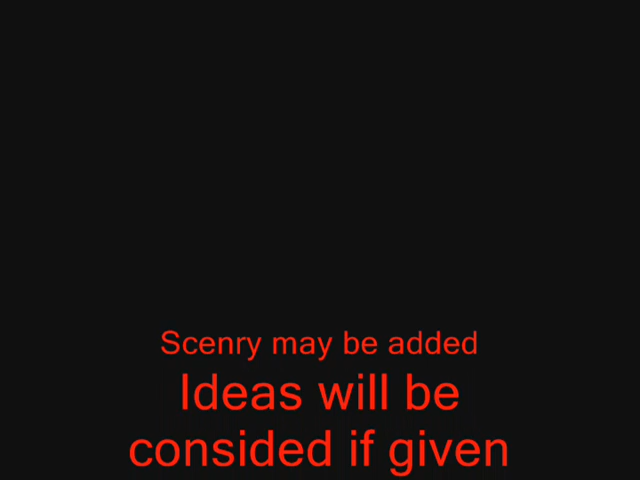 Scenry may be added
Ideas will be
consided if given